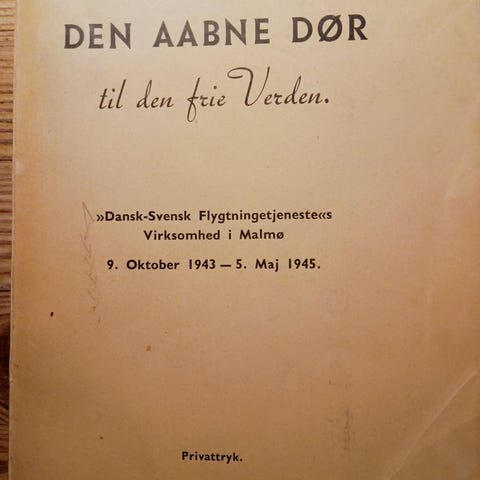 DEN AABNE DØR
til den frie Verden.
»Dansk-Svensk Flygtningetjeneste«s
Virksomhed i Malmø
9. Oktober 1943 — 5. Maj 1945.
Privattryk.